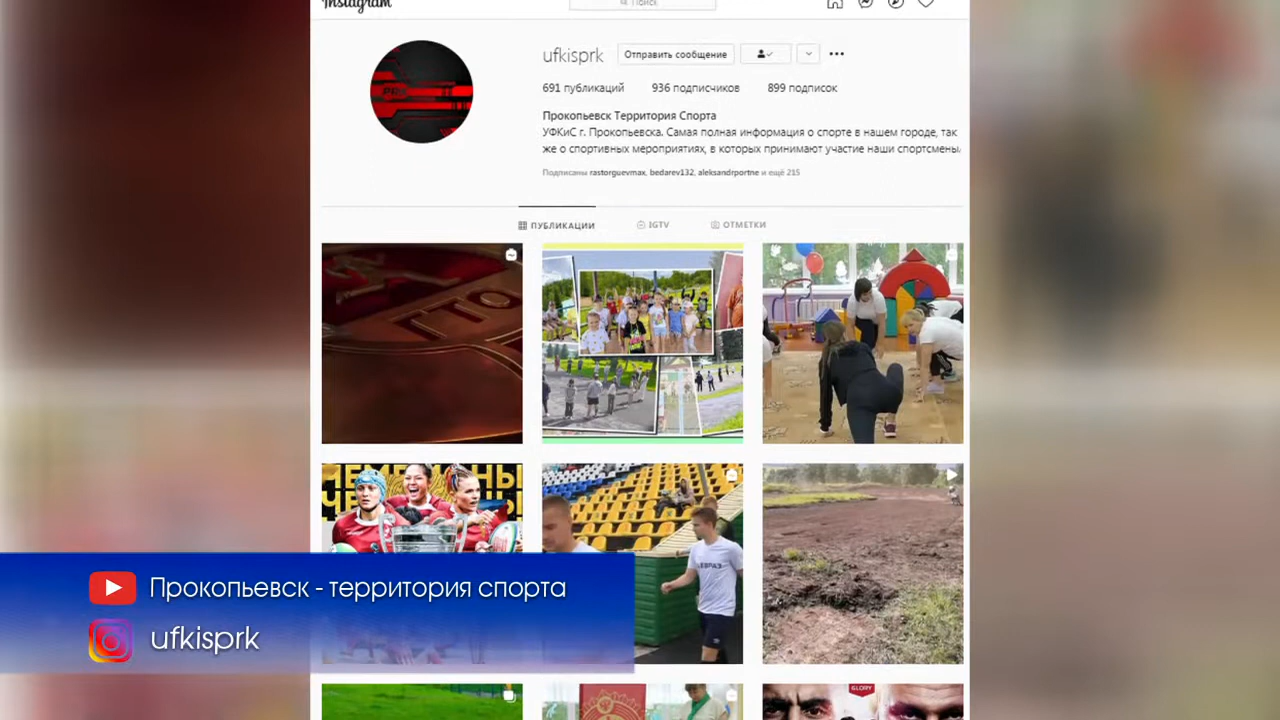 Instagram
Поиск
ufkisprk
Отправить сообщение
691 публикаций 936 подписчиков 899 подписок
Прокопьевск Территория Спорта
УФКиС г. Прокопьевска. Самая полная информация о спорте в нашем городе, так
же о спортивных мероприятиях, в которых принимают участие наши спортсмены,
Подписаны rastorguevmax, bedarev132, aleksandrportne и ещё 215
ПУБЛИКАЦИИ IGTV ОТМЕТКИ
ГТО
ЕВРАЗ
Прокопьевск - территория спорта
ufkisprk
GLORY